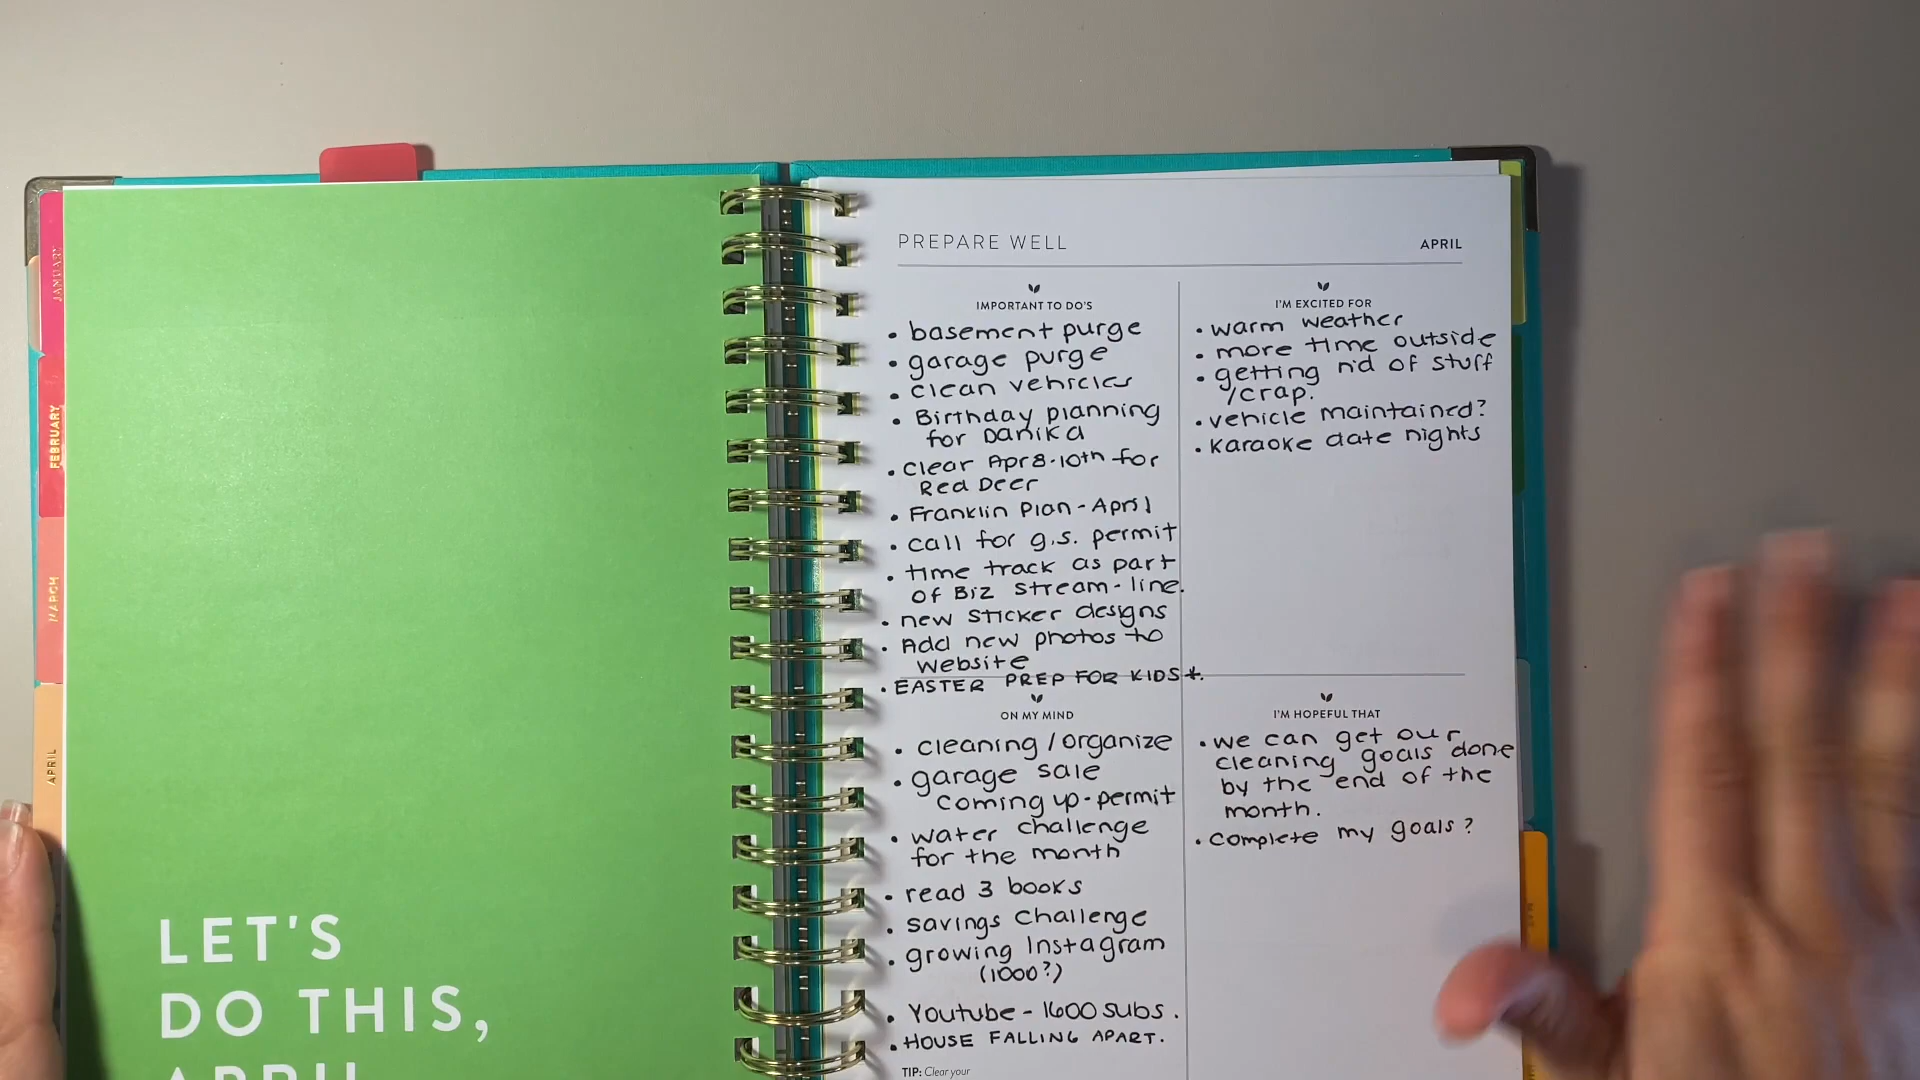 JANUARY
FEBRUARY
MARCH
APRIL
LET'S
DO THIS,
APRIL
PREPARE WELL
APRIL
IMPORTANT TO DO'S
• basement purge
• garage purge
• clean vehicles
• Birthday planning
for Danika
• Clear Apr 8-10th for
Red Deer
• Franklin Plan - April
• call for g.s. permit
• time track as part
of Biz Stream-line.
• new sticker designs
• Add new photos to
website
• EASTER PREP FOR KIDS
I'M EXCITED FOR
• warm weather
• more time outside
• getting rid of stuff
/crap.
• vehicle maintained?
• karaoke date nights
ON MY MIND
• cleaning / organize
• garage sale
coming up - permit
• water challenge
for the month
• read 3 books
• savings challenge
• growing Instagram
(1000?)
• Youtube - 1600 subs.
• HOUSE FALLING APART.
TIP: Clear your
I'M HOPEFUL THAT
• we can get our
cleaning goals done
by the end of the
month.
• complete my goals?